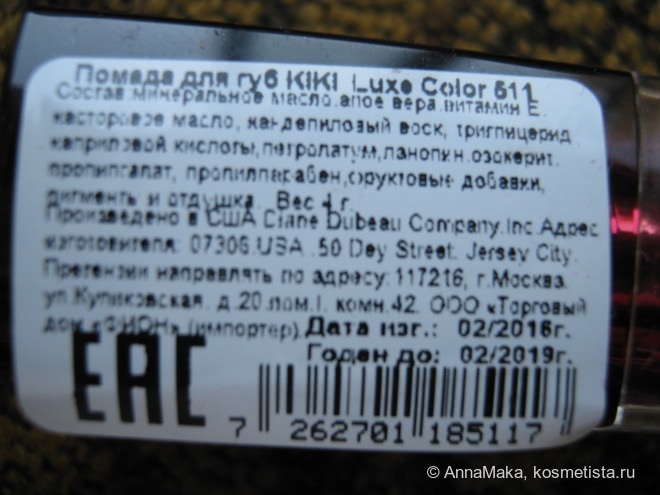 Помада для губ KIKI Luxe Color 511
Состав:минеральное масло,алоэ вера,витамин Е,
касторовое масло, канделиловый воск, триглицерид
каприловой кислоты,петролатум,ланолин,озокерит,
пропилгалат, пропилпарабен,фруктовые добавки,
пигменты и отдушка. Вес 4 г.
Произведено в США Diane Dubeau Company.Inc.Адрес
изготовителя: 07306.USA .50 Dey Street. Jersey City.
Претензии направлять по адресу:117216, г.Москва.
ул.Куликовская, д.20.пом.I, комн.42. ООО «Торговый
дом «ФИОН» (импортер).Дата изг.: 02/2016г.
Годен до: 02/2019г.
EAC
7 262701 185117
© AnnaMaka, kosmetista.ru